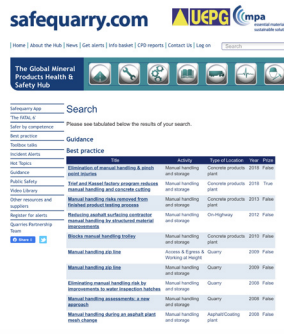 safequarry.com
UEPG
mpa
essential materials
sustainable solutions
| Home | About the Hub | News | Get alerts | Info basket | CPD reports | Contact Us | Log on
Search
The Global Mineral
Products Health &
Safety Hub
Safequarry App
The 'FATAL 6'
Safer by competence
Best practice
Toolbox talks
Incident Alerts
Hot Topics
Guidance
Public Safety
Video Library
Other resources and
suppliers
Register for alerts
Quarries Partnership
Team
Share
Search
Please see tabulated below the results of your search.
Guidance
Best practice
Title Activity Type of Location Year Prize
Elimination of manual handling & pinch point injuries Manual handling and storage Concrete products plant 2018 False
Trief and Kassel factory program reduces manual handling and concrete cutting Manual handling and storage Concrete products plant 2016 True
Manual handling risks removed from finished product testing process Manual handling and storage Concrete products plant 2013 False
Reducing asphalt surfacing contractor manual handling by structured material improvements Manual handling and storage On-Highway 2012 False
Blocks manual handling trolley Manual handling and storage Concrete products plant 2010 False
Manual handling zip line Access & Egress & Working at Height Quarry 2009 False
Manual handling zip line Manual handling and storage Quarry 2009 False
Eliminating manual handling risk by improvements to water inspection hatches Manual handling and storage Quarry 2008 False
Manual handling assessments- a new approach Manual handling and storage Quarry 2008 False
Manual handling during an asphalt plant mesh change Manual handling and storage Asphalt/Coating plant 2008 False